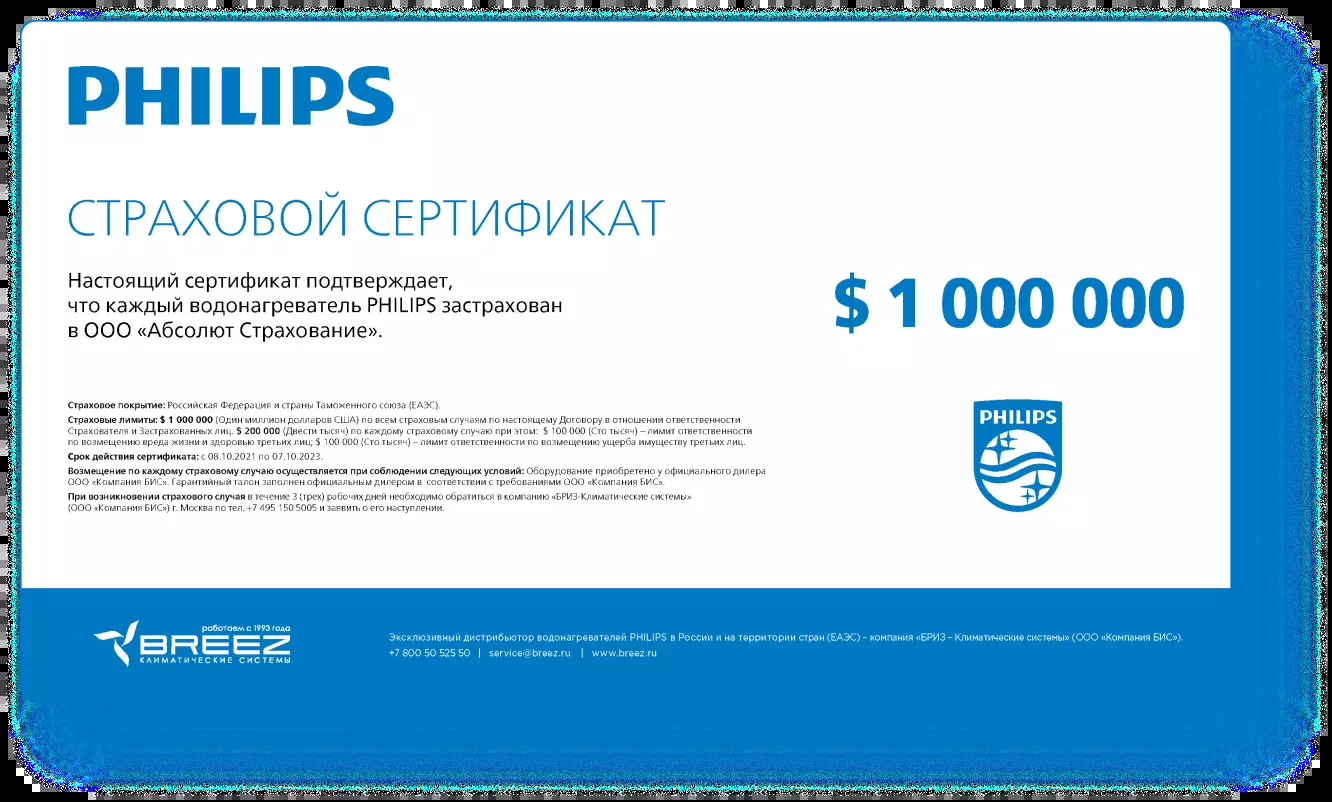 PHILIPS
СТРАХОВОЙ СЕРТИФИКАТ
Настоящий сертификат подтверждает,
что каждый водонагреватель PHILIPS застрахован
в ООО «Абсолют Страхование».
$ 1 000 000
Страховое покрытие: Российская Федерация и страны Таможенного союза (ЕАЭС).
Страховые лимиты: $ 1 000 000 (Один миллион долларов США) по всем страховым случаям по настоящему Договору в отношении ответственности
Страхователя и Застрахованных лиц. $ 200 000 (Двести тысяч) по каждому страховому случаю при этом: $ 100 000 (Сто тысяч) – лимит ответственности
по возмещению вреда жизни и здоровью третьих лиц; $ 100 000 (Сто тысяч) – лимит ответственности по возмещению ущерба имуществу третьих лиц.
Срок действия сертификата: с 08.10.2021 по 07.10.2023.
Возмещение по каждому страховому случаю осуществляется при соблюдении следующих условий: Оборудование приобретено у официального дилера
ООО «Компания БИС». Гарантийный талон заполнен официальным дилером в соответствии с требованиями ООО «Компания БИС».
При возникновении страхового случая в течение 3 (трех) рабочих дней необходимо обратиться в компанию «БРИЗ-Климатические системы»
(ООО «Компания БИС») г. Москва по тел. +7 495 150 5005 и заявить о его наступлении.
PHILIPS
работаем с 1993 года
BREEZ
КЛИМАТИЧЕСКИЕ СИСТЕМЫ
Эксклюзивный дистрибьютор водонагревателей PHILIPS в России и на территории стран (ЕАЭС) – компания «БРИЗ – Климатические системы» (ООО «Компания БИС»).
+7 800 50 525 50 | service@breez.ru | www.breez.ru